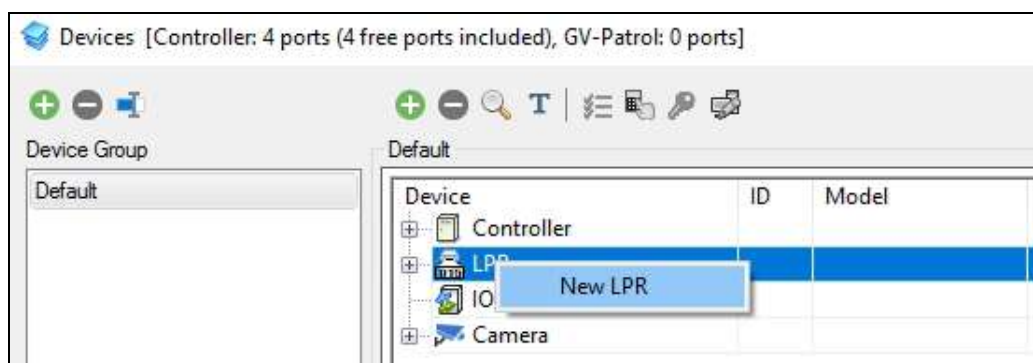 Devices [Controller: 4 ports (4 free ports included), GV-Patrol: 0 ports]
Device Group
Default
Default
Device ID Model
Controller
LPR
New LPR
IO
Camera